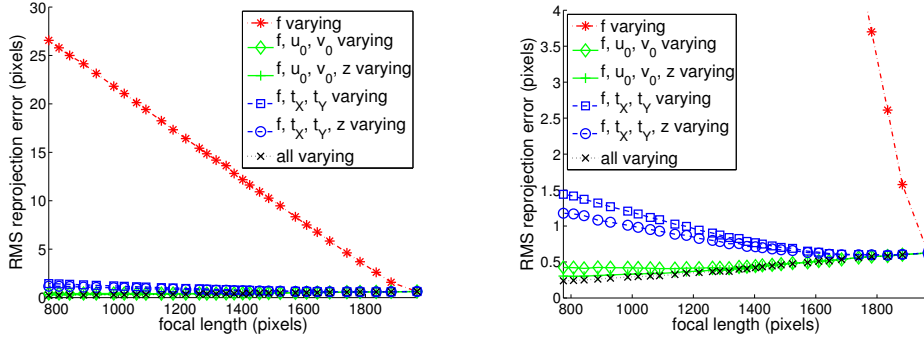 RMS reprojection error (pixels)
30
25
20
15
10
5
0
800
1000
1200
1400
1600
1800
focal length (pixels)
f varying
f, u0, v0 varying
f, u0, v0, z varying
f, tX, tY varying
f, tX, tY, z varying
all varying
RMS reprojection error (pixels)
4
3.5
3
2.5
2
1.5
1
0.5
0
800
1000
1200
1400
1600
1800
focal length (pixels)
f varying
f, u0, v0 varying
f, u0, v0, z varying
f, tX, tY varying
f, tX, tY, z varying
all varying